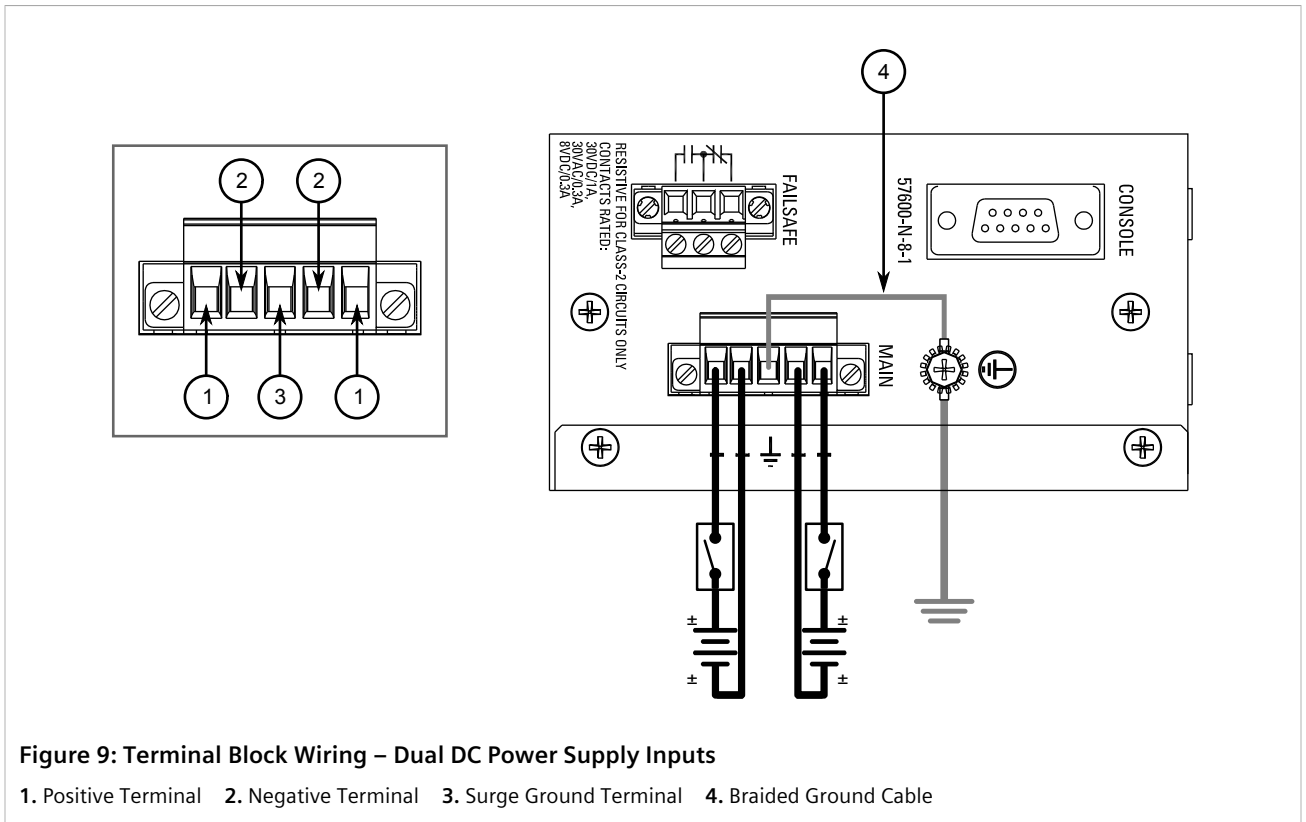 4
2
2
1
3
1
RESISTIVE FOR CLASS-2 CIRCUITS ONLY
CONTACTS RATED:
30VDC/1A,
30VAC/0.3A,
8VDC/0.3A
FAILSAFE
57600-N-8-1
CONSOLE
MAIN
±
±
±
±
Figure 9: Terminal Block Wiring – Dual DC Power Supply Inputs
1. Positive Terminal 2. Negative Terminal 3. Surge Ground Terminal 4. Braided Ground Cable